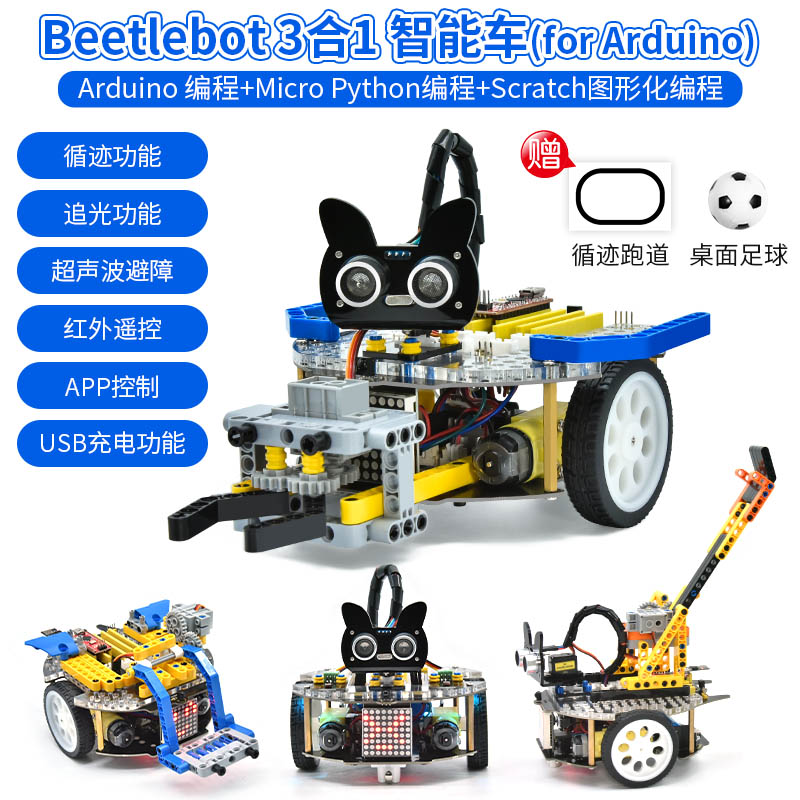 Beetlebot 3合1 智能车(for Arduino)
Arduino 编程+Micro Python编程+Scratch图形化编程
循迹功能
追光功能
超声波避障
红外遥控
APP控制
USB充电功能
赠
循迹跑道
桌面足球